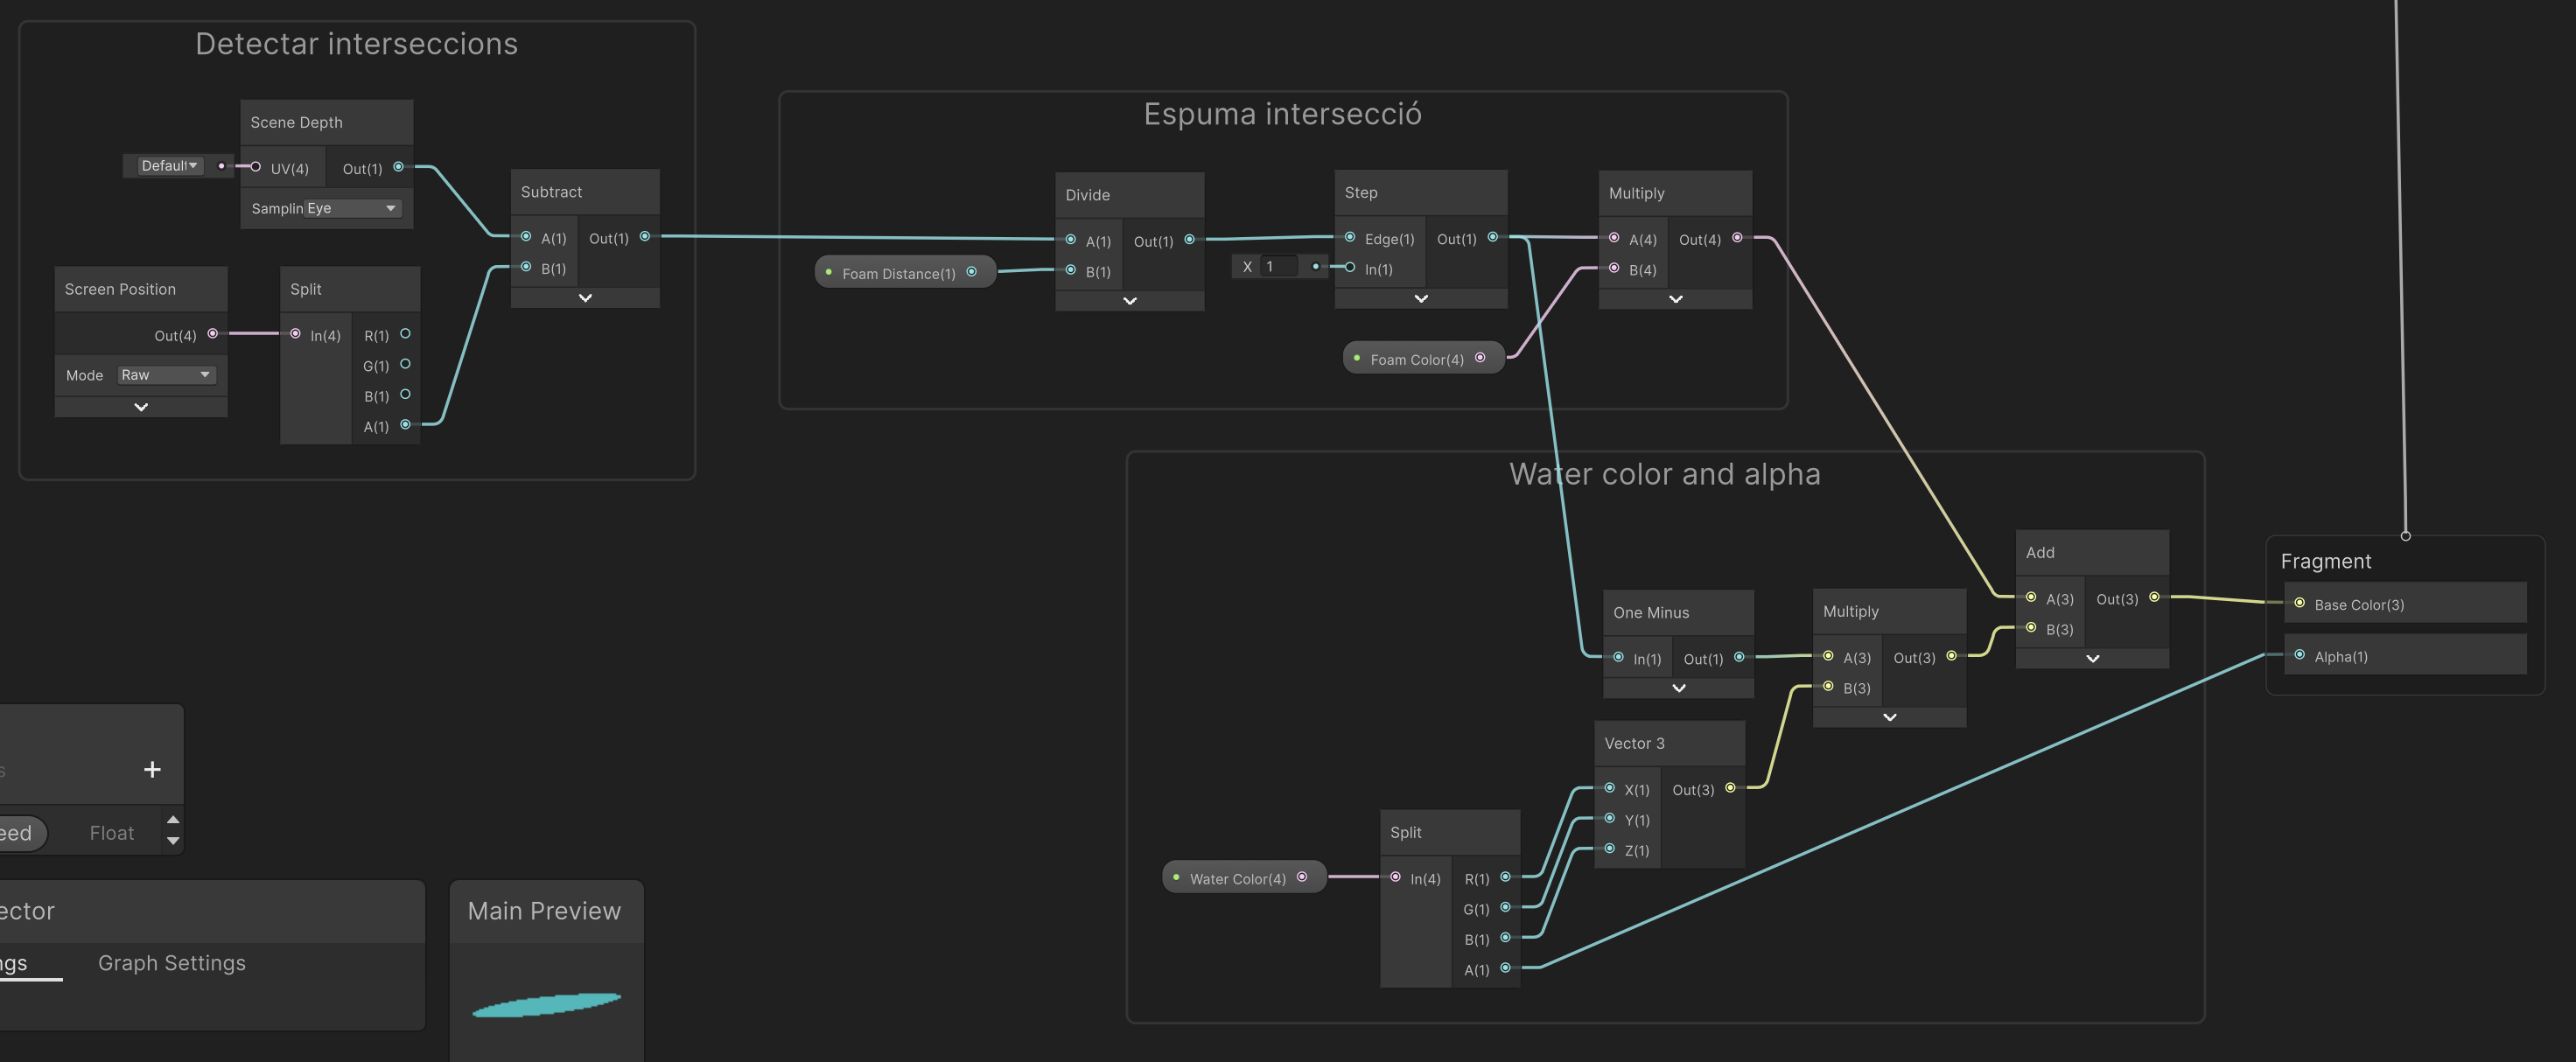 Detectar interseccions
Scene Depth
Default
UV(4)
Out(1)
Samplin
Eye
Subtract
A(1)
Out(1)
B(1)
Screen Position
Out(4)
Mode
Raw
Split
In(4)
R(1)
G(1)
B(1)
A(1)
Espuma intersecció
Foam Distance(1)
Divide
A(1)
Out(1)
B(1)
Step
Edge(1)
Out(1)
X 1
In(1)
Foam Color(4)
Multiply
A(4)
Out(4)
B(4)
Water color and alpha
Water Color(4)
Split
In(4)
R(1)
G(1)
B(1)
A(1)
Vector 3
X(1)
Out(3)
Y(1)
Z(1)
One Minus
In(1)
Out(1)
Multiply
A(3)
Out(3)
B(3)
Add
A(3)
Out(3)
B(3)
Fragment
Base Color(3)
Alpha(1)
s
+
eed
Float
ector
ngs
Graph Settings
Main Preview